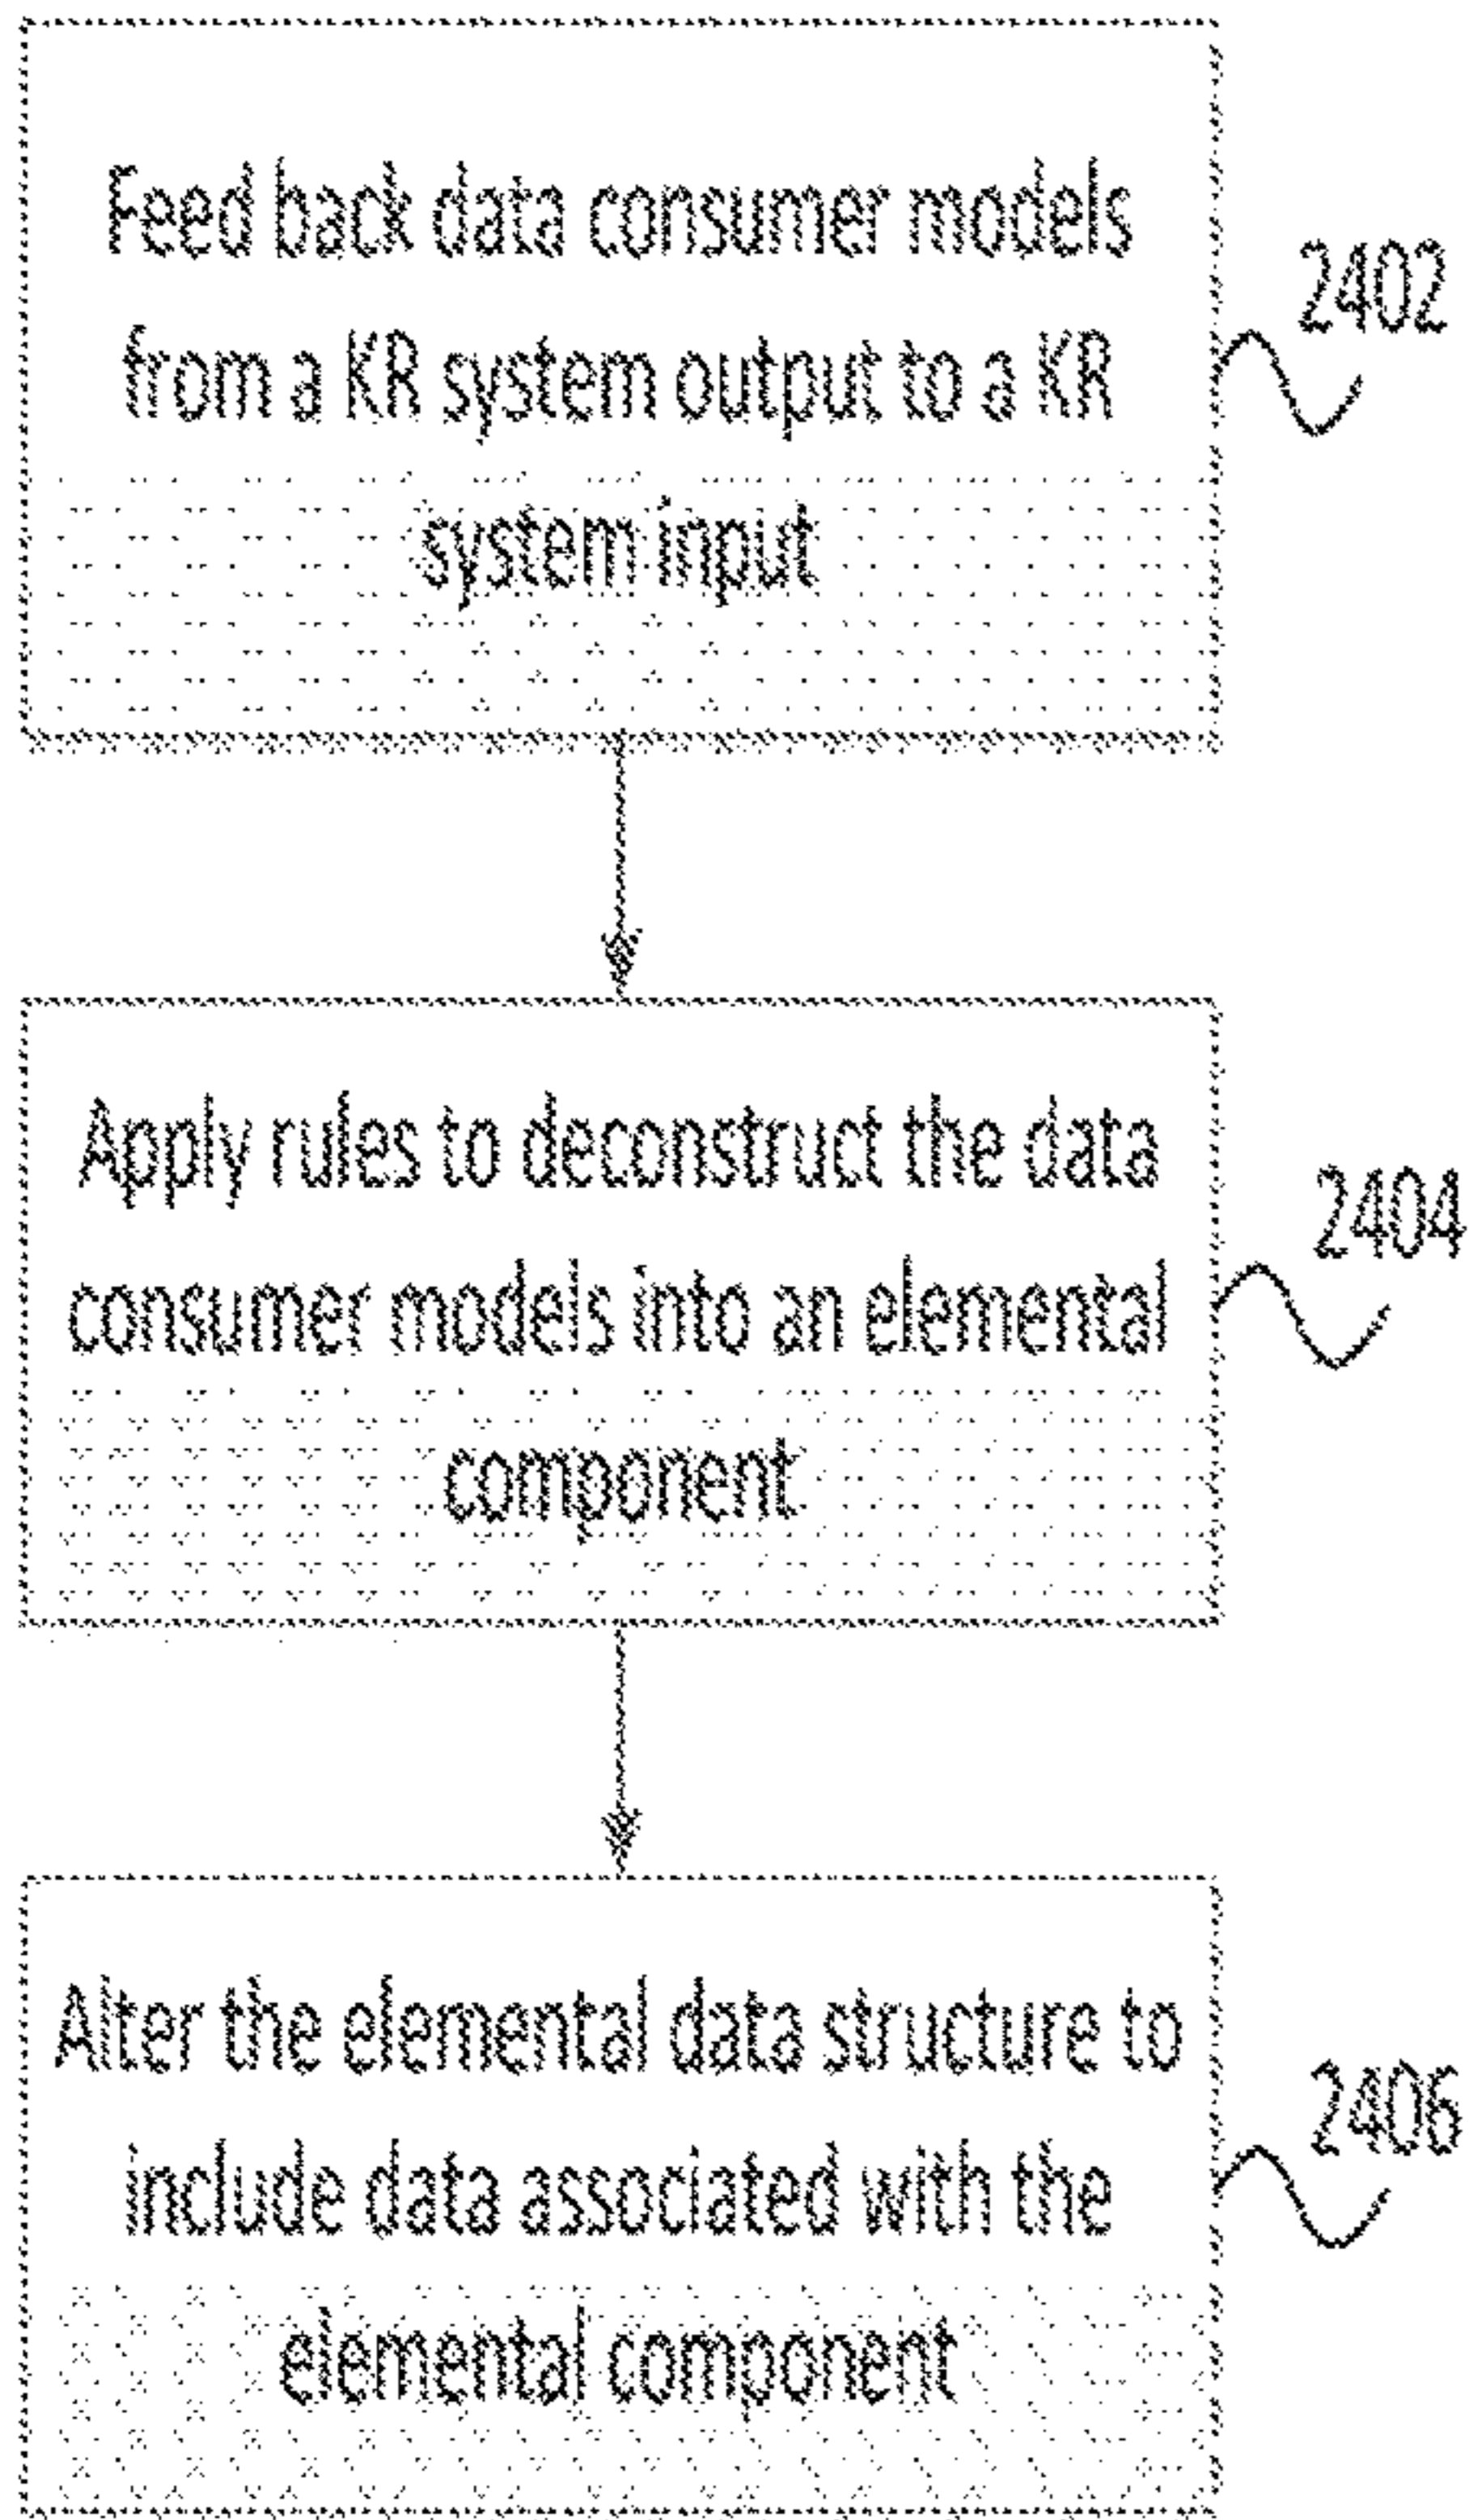 Feed back data consumer models
from a KR system output to a KR
system input
2402
Apply rules to deconstruct the data
consumer models into an elemental
component
2404
Alter the elemental data structure to
include data associated with the
elemental component
2406